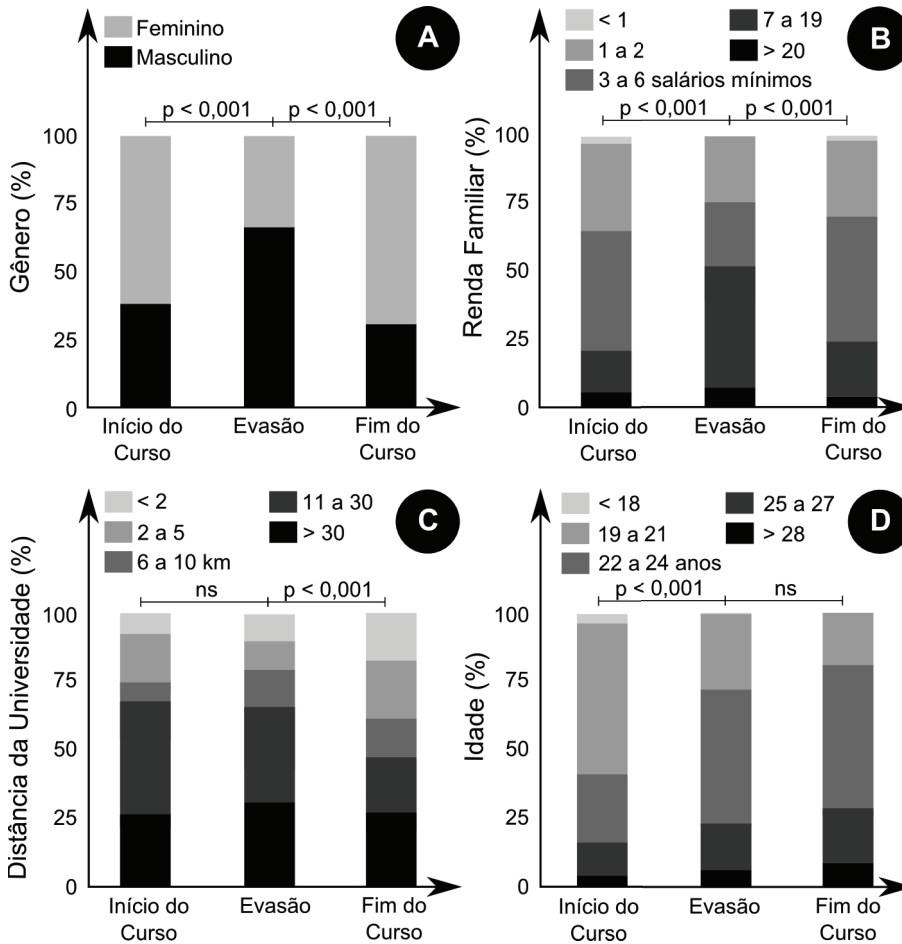 Feminino
Masculino
A
p < 0,001
p < 0,001
Gênero (%)
100
75
50
25
0
Início do
Curso
Evasão
Fim do
Curso
< 1
1 a 2
3 a 6 salários mínimos
7 a 19
> 20
B
p < 0,001
p < 0,001
Renda Familiar (%)
100
75
50
25
0
Início do
Curso
Evasão
Fim do
Curso
< 2
2 a 5
6 a 10 km
11 a 30
> 30
C
ns
p < 0,001
Distância da Universidade (%)
100
75
50
25
0
Início do
Curso
Evasão
Fim do
Curso
< 18
19 a 21
22 a 24 anos
25 a 27
> 28
D
p < 0,001
ns
Idade (%)
100
75
50
25
0
Início do
Curso
Evasão
Fim do
Curso